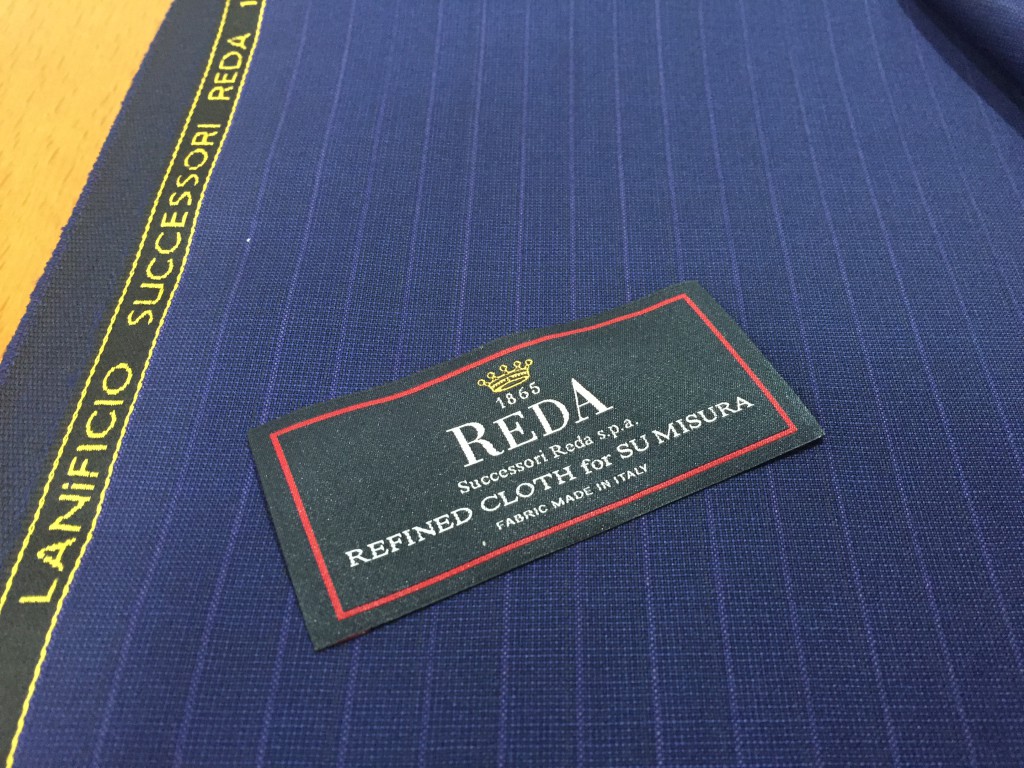 LANiFICIO SUCCESSORI REDA
1865
REDA
Successori Reda s.p.a.
REFINED CLOTH for SU MISURA
FABRIC MADE IN ITALY